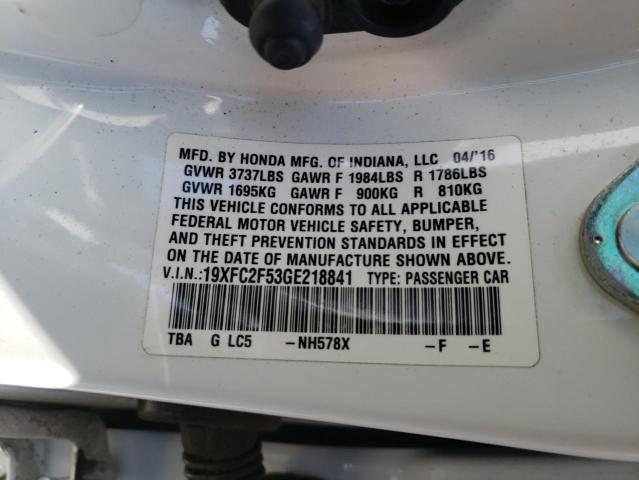 MFD. BY HONDA MFG. OF INDIANA, LLC 04/'16
GVWR 3737LBS GAWR F 1984LBS R 1786LBS
GVWR 1695KG GAWR F 900KG R 810KG
THIS VEHICLE CONFORMS TO ALL APPLICABLE
FEDERAL MOTOR VEHICLE SAFETY, BUMPER,
AND THEFT PREVENTION STANDARDS IN EFFECT
ON THE DATE OF MANUFACTURE SHOWN ABOVE.
V.I.N.:19XFC2F53GE218841 TYPE: PASSENGER CAR
TBA G LC5 -NH578X -F -E